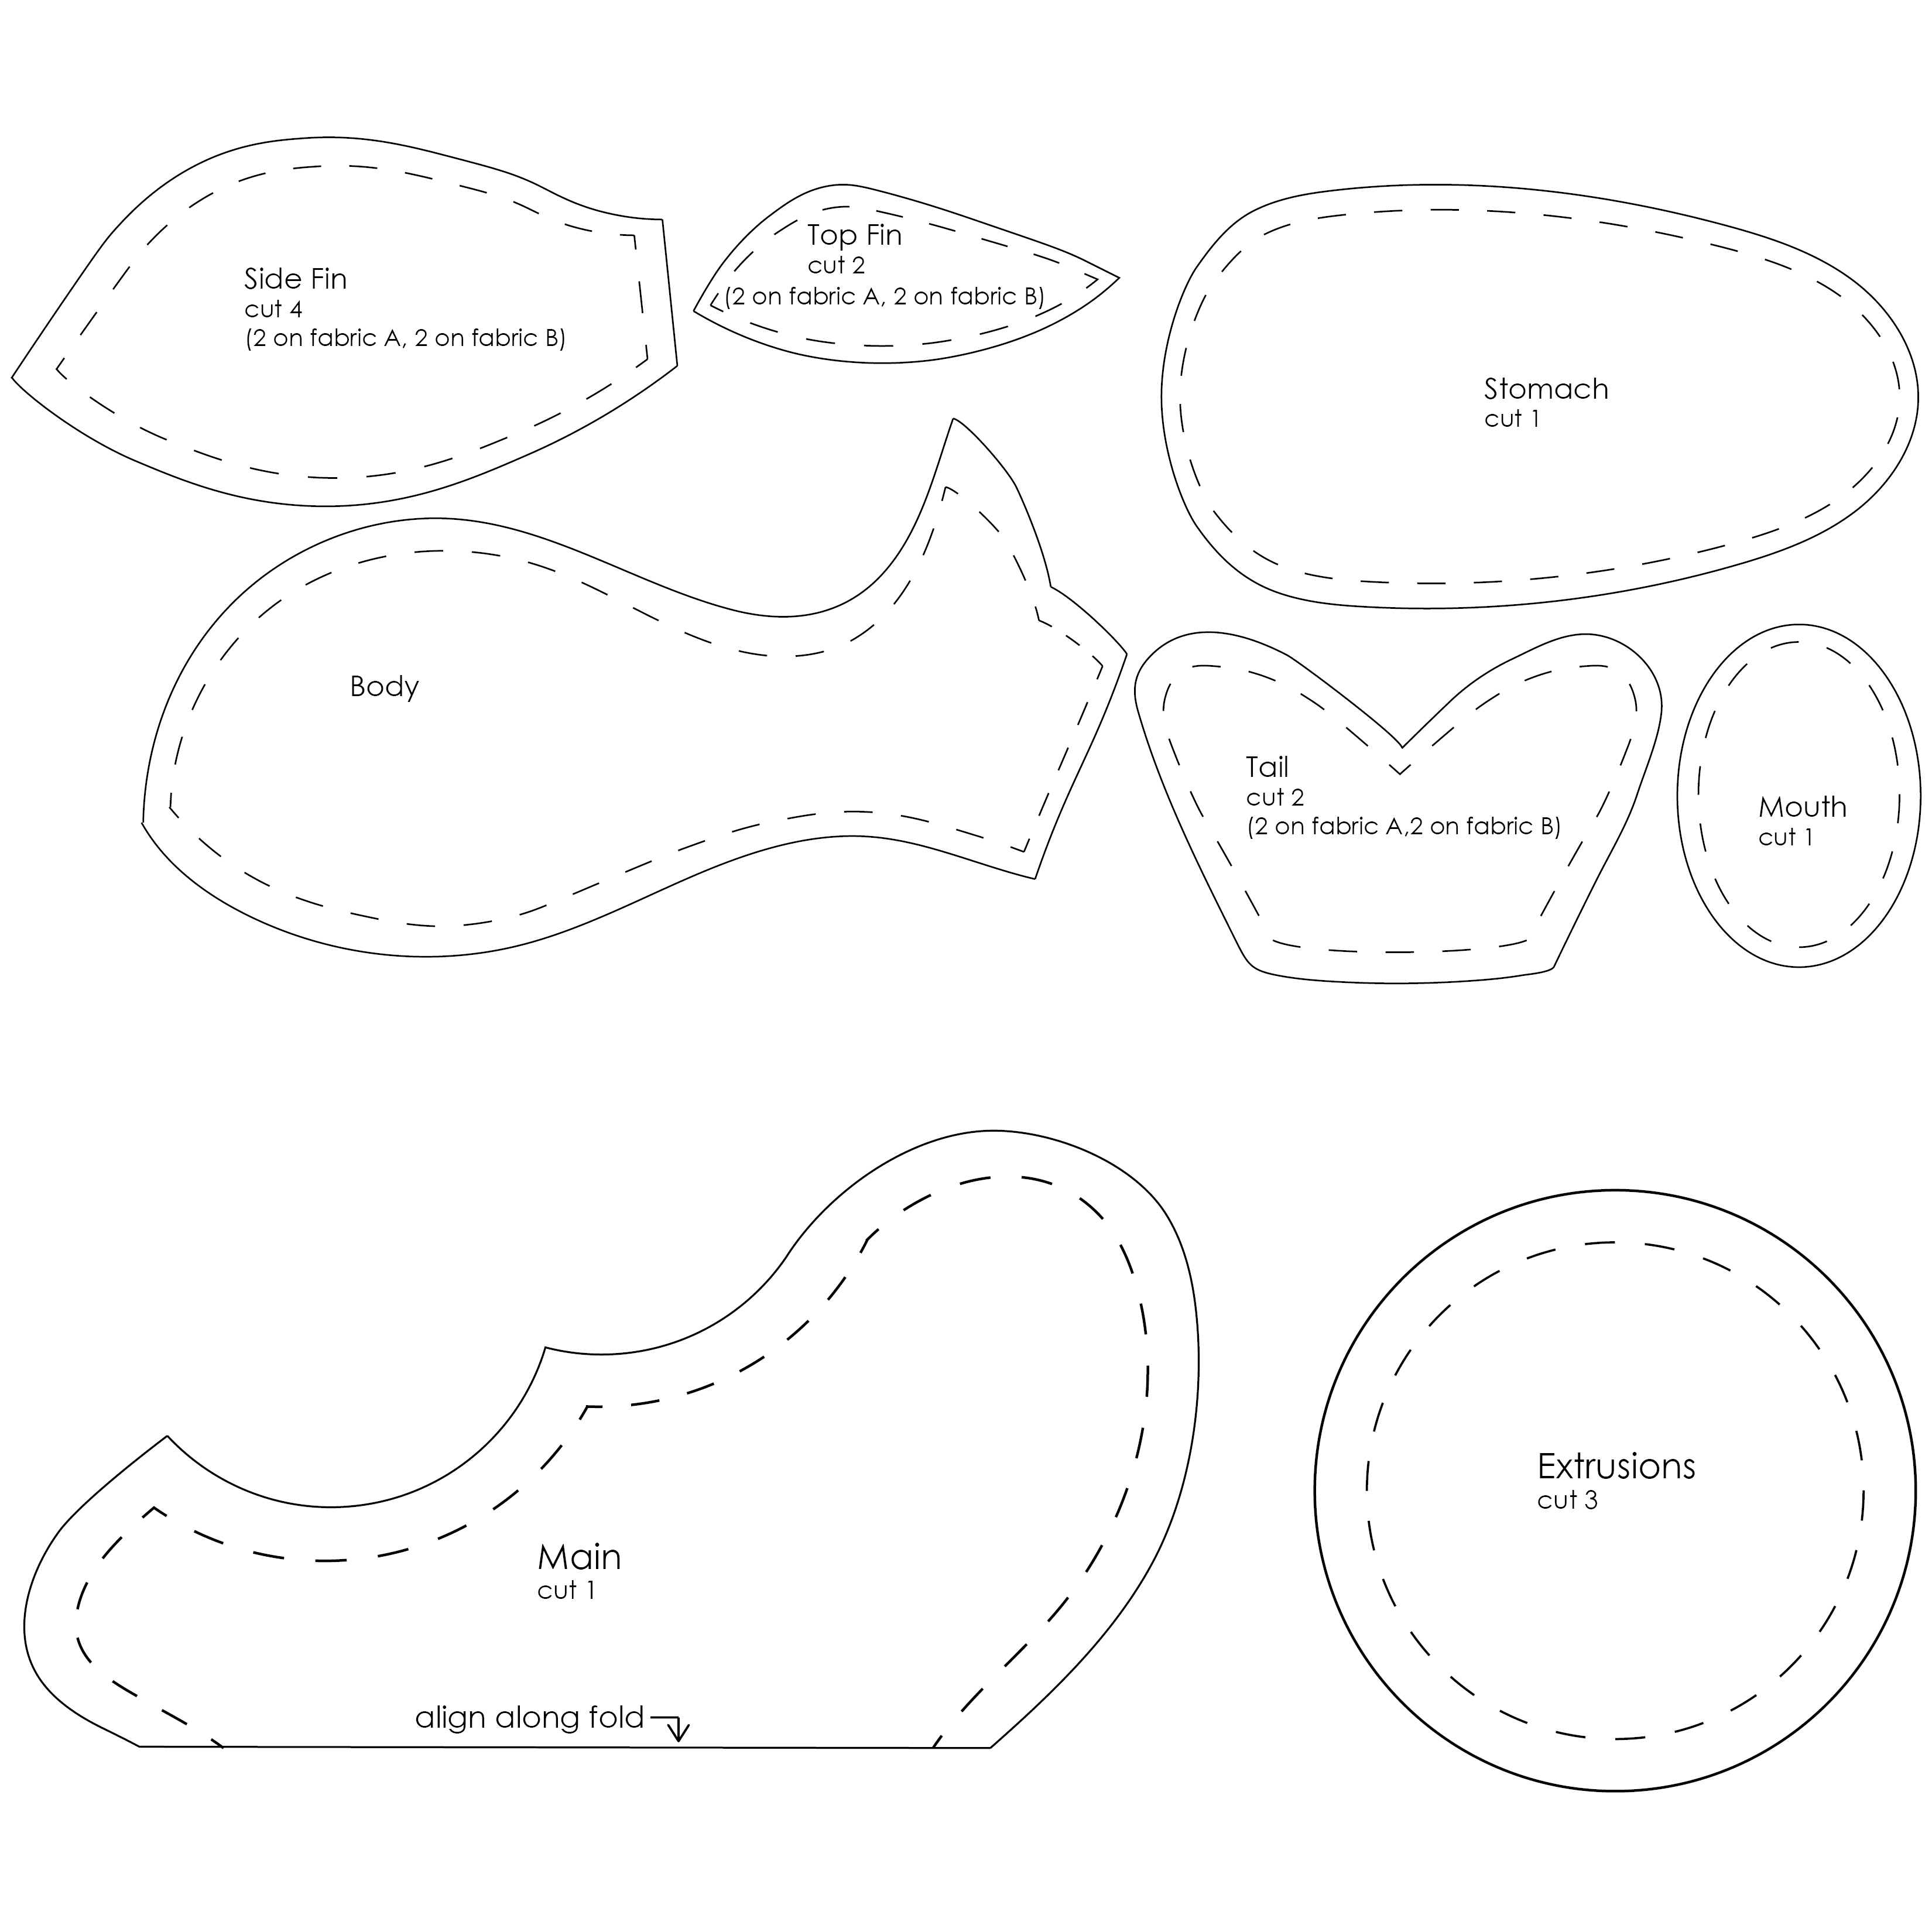 Side Fin
cut 4
(2 on fabric A, 2 on fabric B)
Top Fin
cut 2
(2 on fabric A, 2 on fabric B)
Stomach
cut 1
Body
Tail
cut 2
(2 on fabric A,2 on fabric B)
Mouth
cut 1
Main
cut 1
align along fold
Extrusions
cut 3